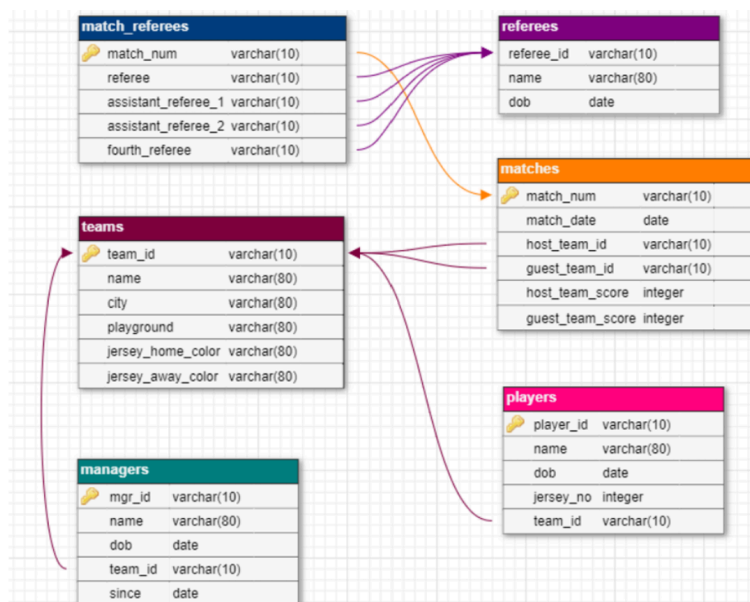 match_referees
match_num varchar(10)
referee varchar(10)
assistant_referee_1 varchar(10)
assistant_referee_2 varchar(10)
fourth_referee varchar(10)
referees
referee_id varchar(10)
name varchar(80)
dob date
matches
match_num varchar(10)
match_date date
host_team_id varchar(10)
guest_team_id varchar(10)
host_team_score integer
guest_team_score integer
teams
team_id varchar(10)
name varchar(80)
city varchar(80)
playground varchar(80)
jersey_home_color varchar(80)
jersey_away_color varchar(80)
players
player_id varchar(10)
name varchar(80)
dob date
jersey_no integer
team_id varchar(10)
managers
mgr_id varchar(10)
name varchar(80)
dob date
team_id varchar(10)
since date